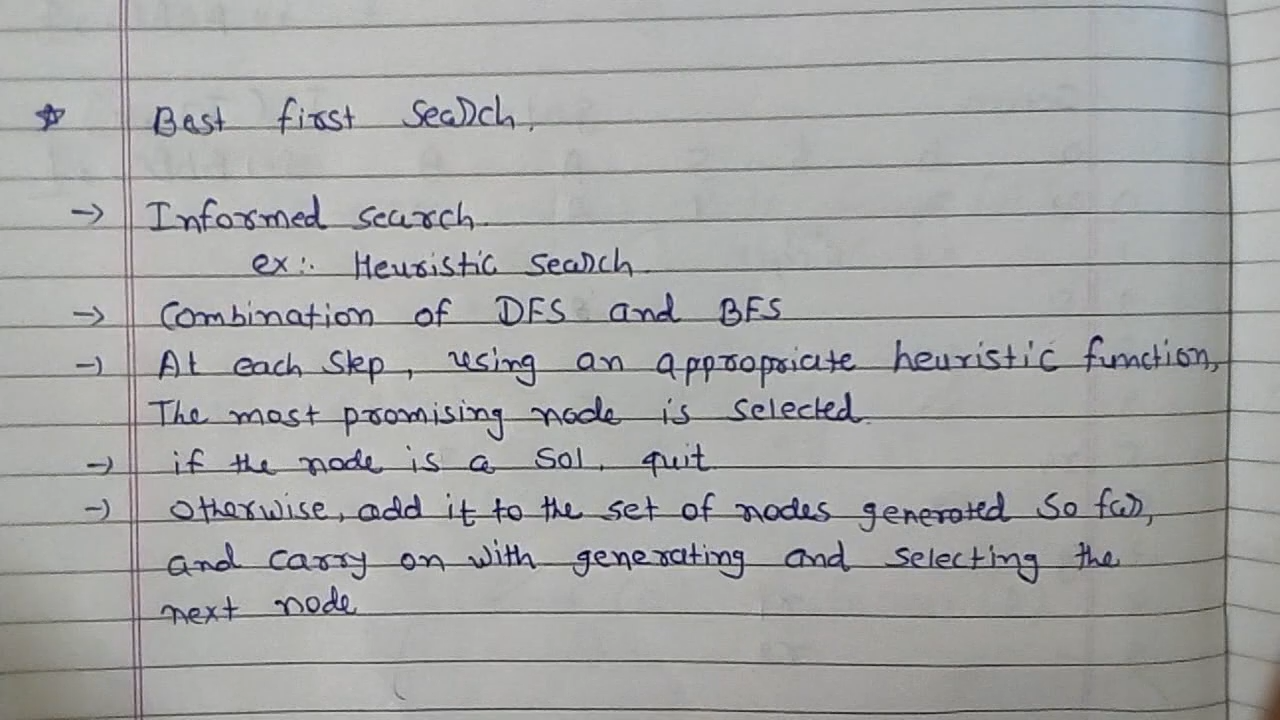 ☆ Best first search.
→ Informed search.
ex:. Heuristic search
→ Combination of DFS and BFS
→ At each step, using an appropriate heuristic function,
The most promising node is selected.
→ if the node is a sol, quit
→ otherwise, add it to the set of nodes generated so far,
and carry on with generating and selecting the
next node